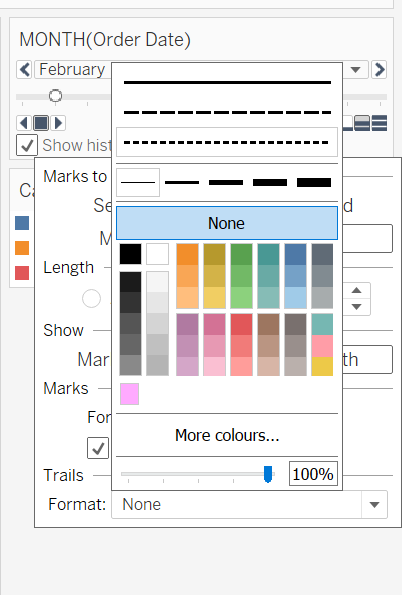 MONTH(Order Date)
February
Show hist
Marks to
Se
d
None
M
Length
Show
Mar
th
Marks
For
More colours...
Trails
100%
Format: None